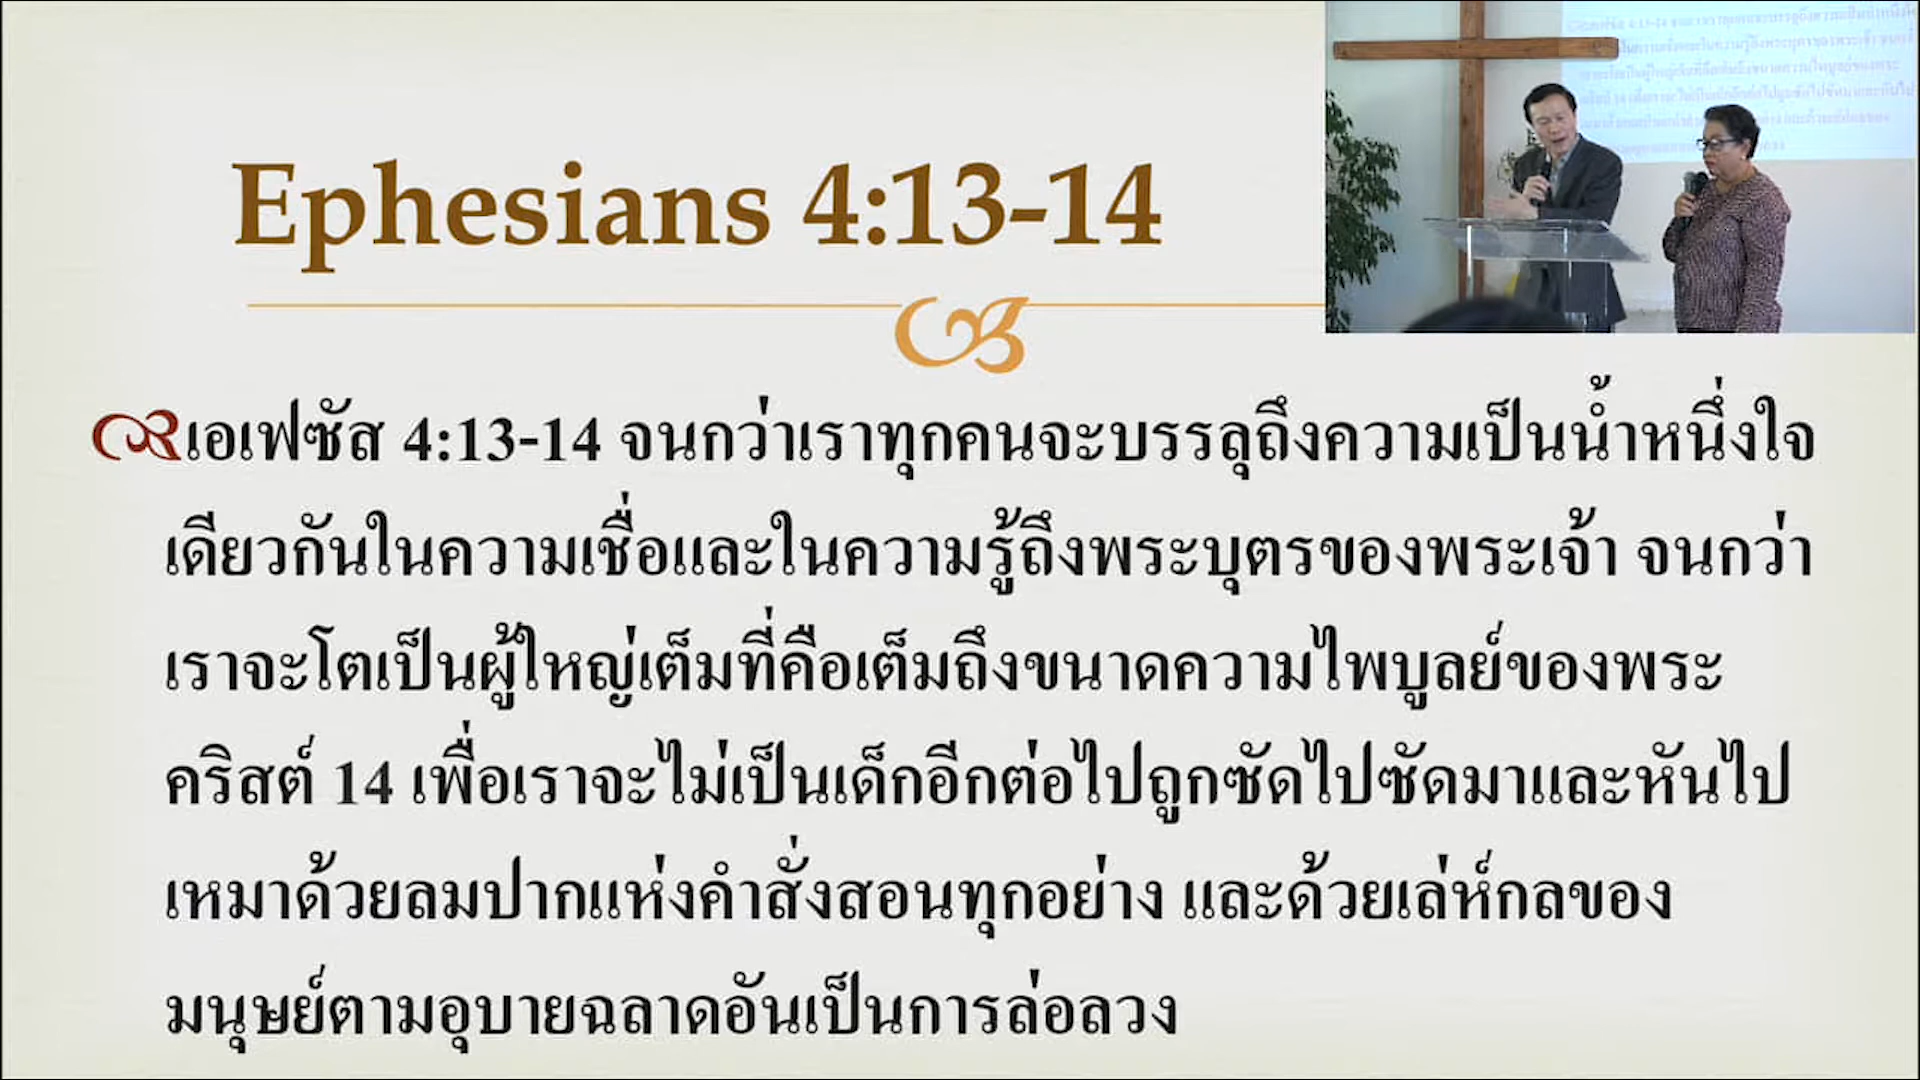 Ephesians 4:13-14
เอเฟซัส 4:13-14 จนกว่าเราทุกคนจะบรรลุถึงความเป็นน้ำหนึ่งใจ
เดียวกันในความเชื่อและในความรู้ถึงพระบุตรของพระเจ้า จนกว่า
เราจะโตเป็นผู้ใหญ่เต็มที่คือเต็มถึงขนาดความไพบูลย์ของพระ
คริสต์ 14 เพื่อเราจะไม่เป็นเด็กอีกต่อไปถูกซัดไปซัดมาและหันไป
เหมาด้วยลมปากแห่งคำสั่งสอนทุกอย่าง และด้วยเล่ห์กลของ
มนุษย์ตามอุบายฉลาดอันเป็นการล่อลวง